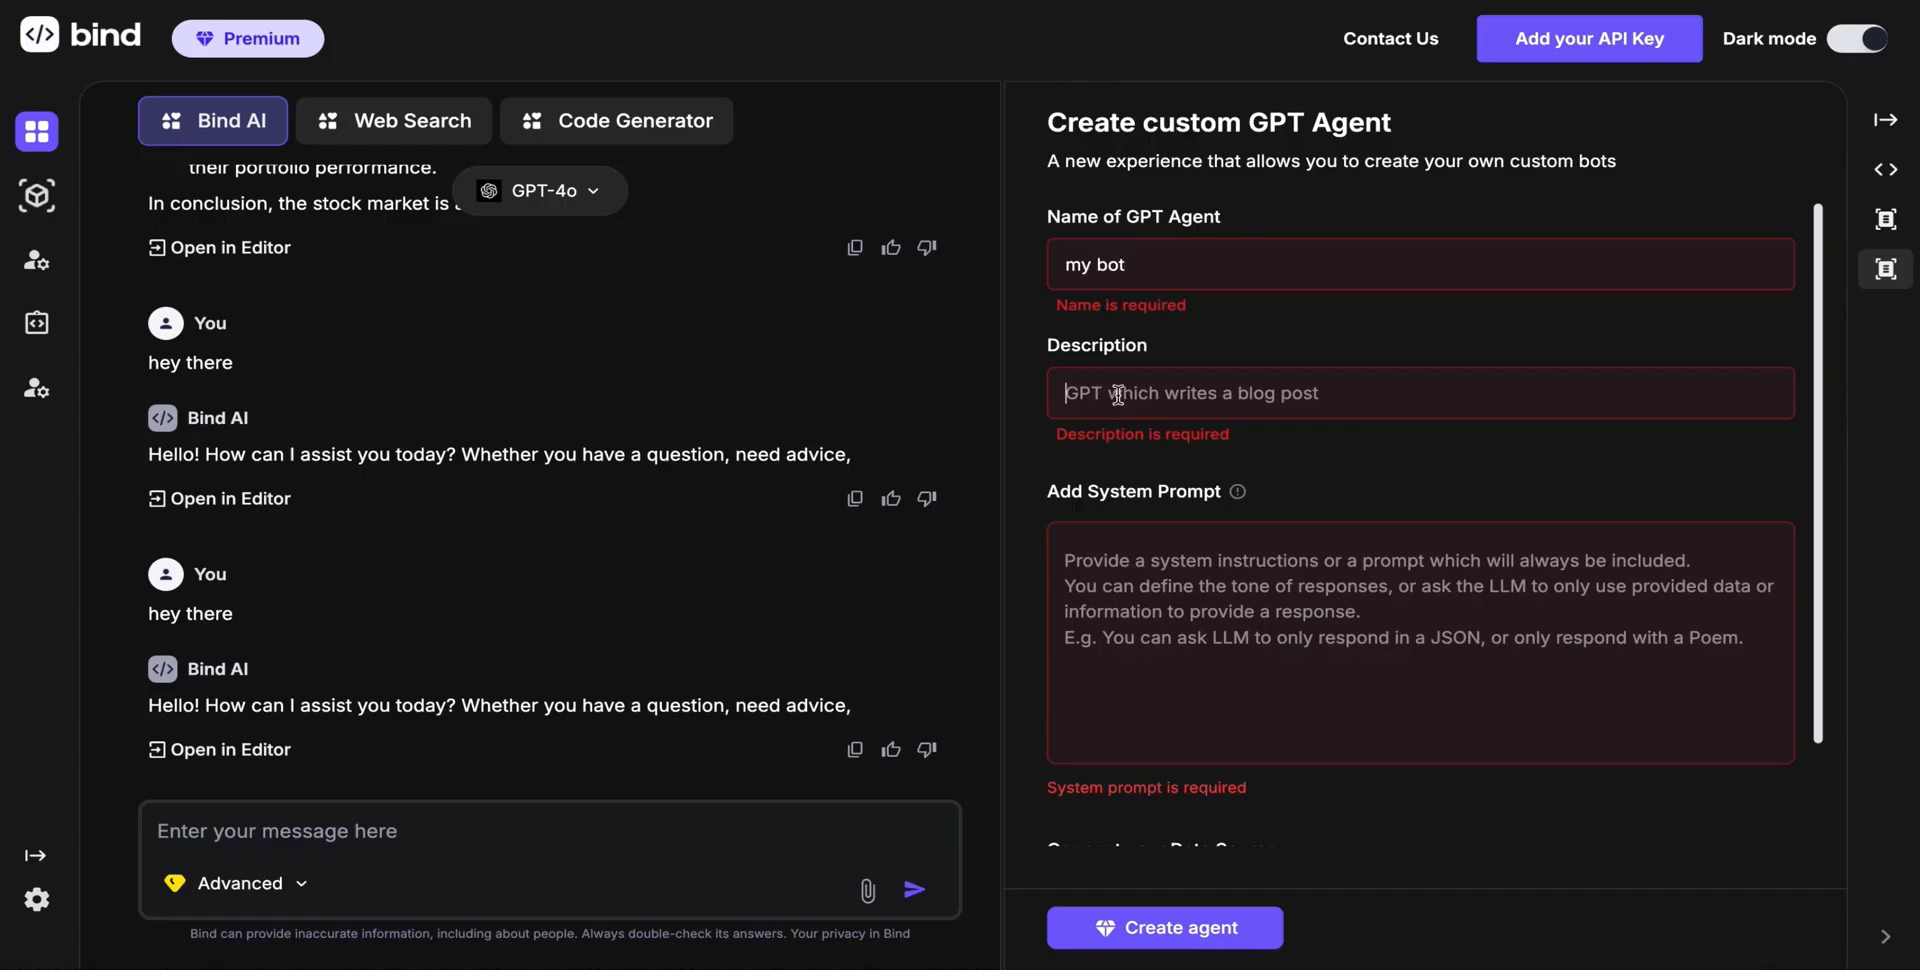 bind
Premium
Contact Us
Add your API Key
Dark mode
Bind AI
Web Search
Code Generator
their portfolio performance.
GPT-4o
In conclusion, the stock market is
Open in Editor
You
hey there
Bind AI
Hello! How can I assist you today? Whether you have a question, need advice,
Open in Editor
You
hey there
Bind AI
Hello! How can I assist you today? Whether you have a question, need advice,
Open in Editor
Enter your message here
Advanced
Bind can provide inaccurate information, including about people. Always double-check its answers. Your privacy in Bind
Create custom GPT Agent
A new experience that allows you to create your own custom bots
Name of GPT Agent
my bot
Name is required
Description
GPT which writes a blog post
Description is required
Add System Prompt
Provide a system instructions or a prompt which will always be included.
You can define the tone of responses, or ask the LLM to only use provided data or
information to provide a response.
E.g. You can ask LLM to only respond in a JSON, or only respond with a Poem.
System prompt is required
Create agent